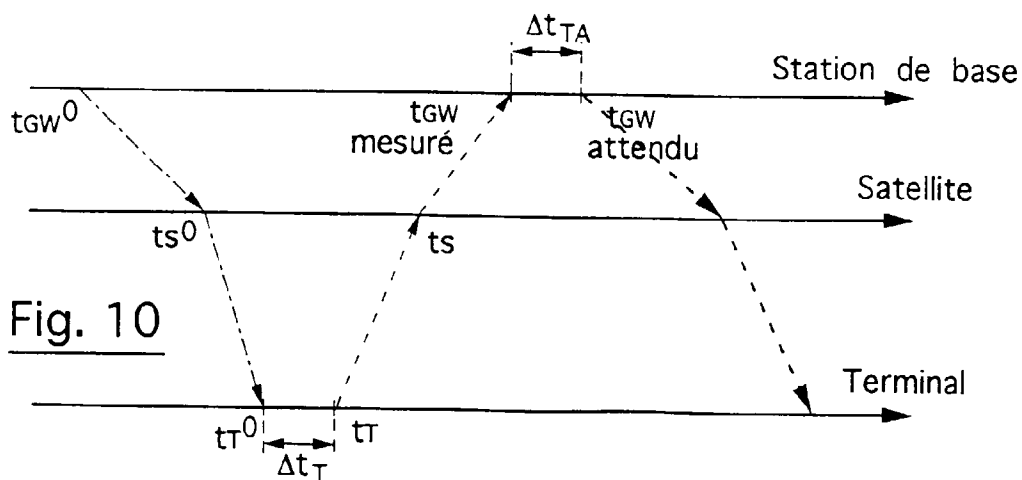 Δt_TA
Station de base
t_GW^0
t_GW mesuré
t_GW attendu
Satellite
ts^0
ts
Fig. 10
Terminal
t_T^0
t_T
Δt_T